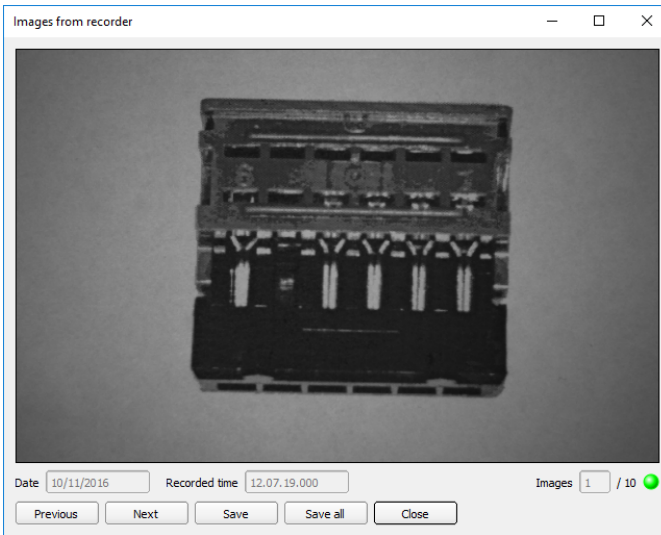 Images from recorder
Date 10/11/2016 Recorded time 12.07.19.000 Images 1 / 10
Previous Next Save Save all Close